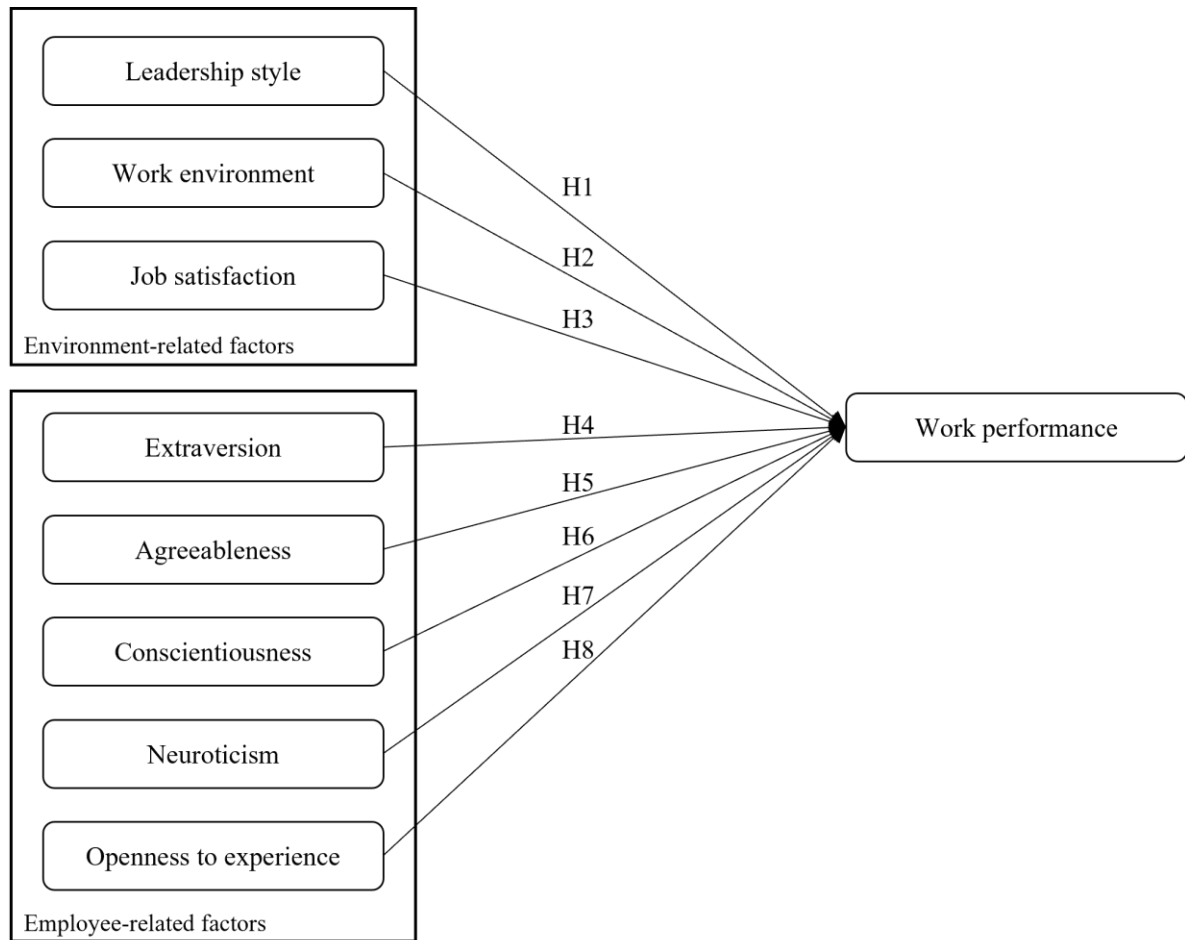 Leadership style
Work environment
Job satisfaction
Environment-related factors
H1
H2
H3
Extraversion
Agreeableness
Conscientiousness
Neuroticism
Openness to experience
Employee-related factors
H4
H5
H6
H7
H8
Work performance